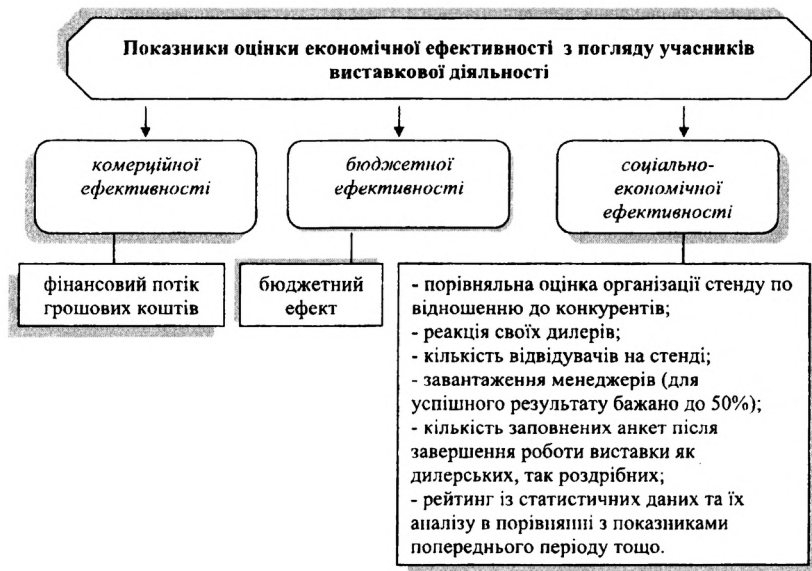 Показники оцінки економічної ефективності з погляду учасників
виставкової діяльності
комерційної
ефективності
бюджетної
ефективності
соціально-
економічної
ефективності
фінансовий потік
грошових коштів
бюджетний
ефект
- порівняльна оцінка організації стенду по
відношенню до конкурентів;
- реакція своїх дилерів;
- кількість відвідувачів на стенді;
- завантаження менеджерів (для
успішного результату бажано до 50%);
- кількість заповнених анкет після
завершення роботи виставки як
дилерських, так роздрібних;
- рейтинг із статистичних даних та їх
аналізу в порівнянні з показниками
попереднього періоду тощо.